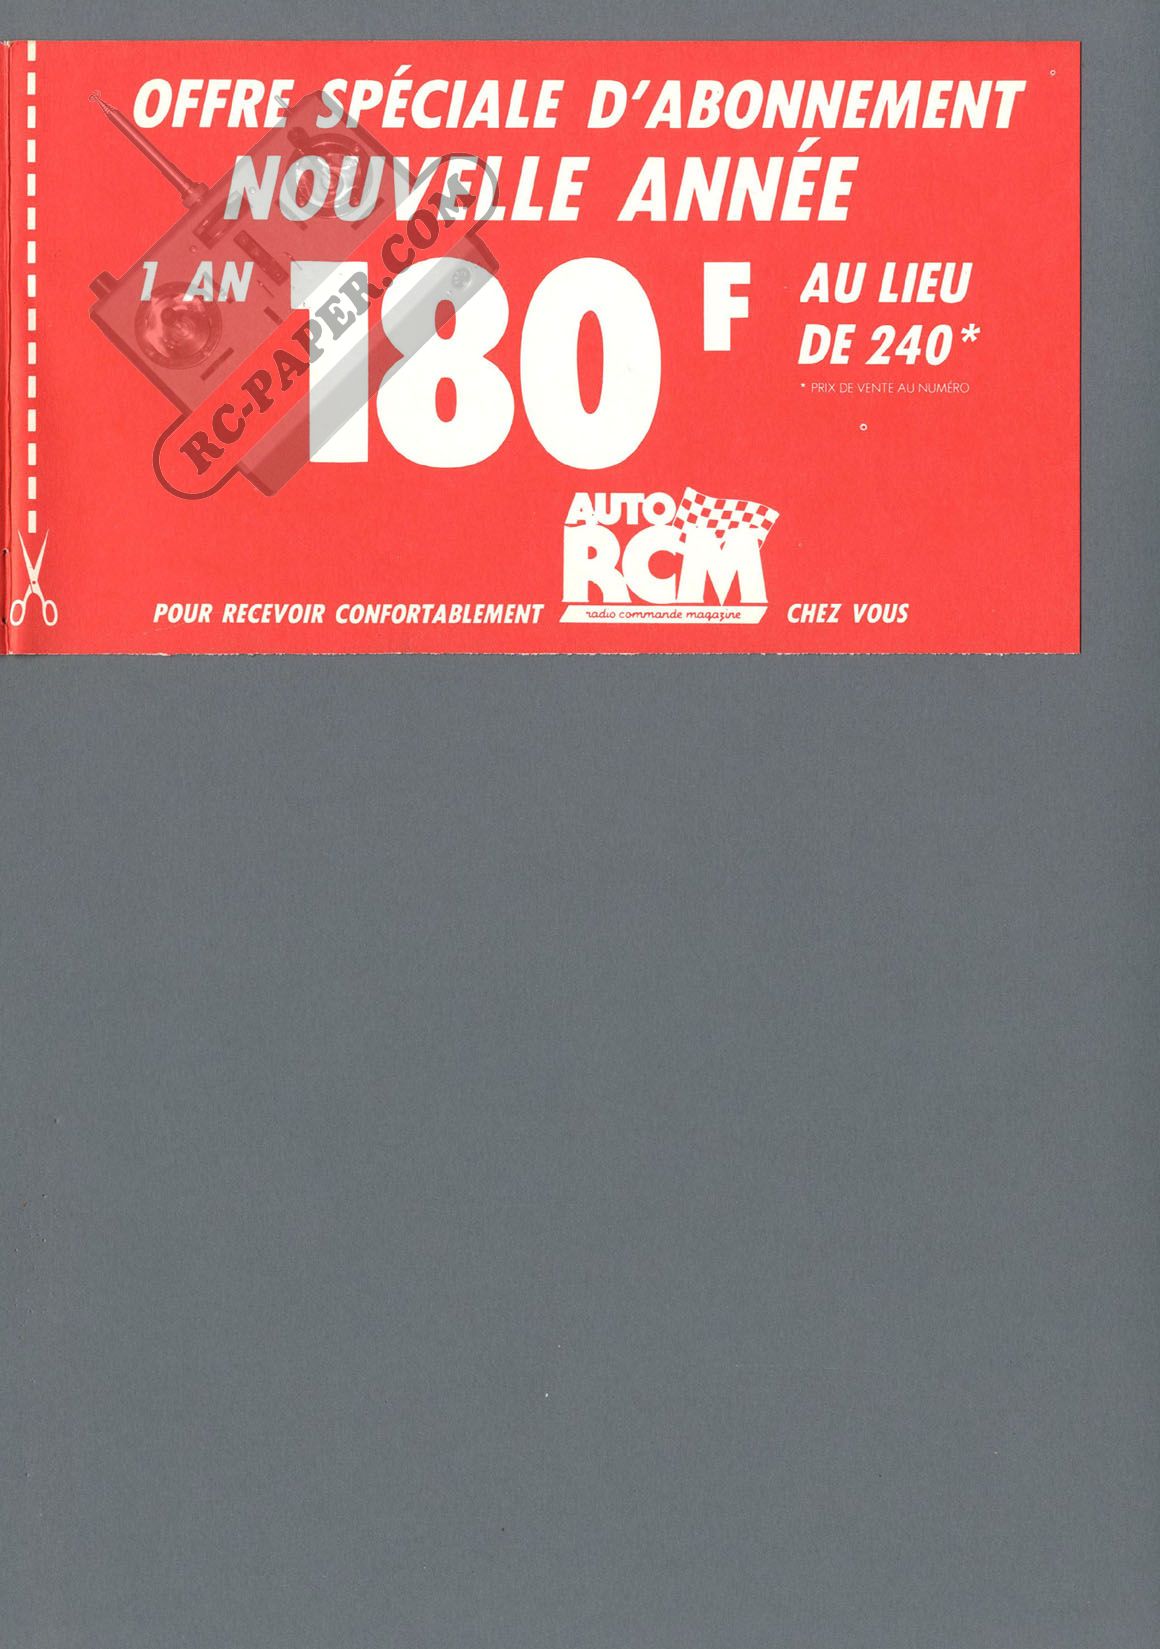 OFFRE SPÉCIALE D'ABONNEMENT
NOUVELLE ANNÉE
1 AN 180 F AU LIEU
DE 240*
* PRIX DE VENTE AU NUMÉRO
RC-PAPER.COM
AUTO
RCM
radio commande magazine
POUR RECEVOIR CONFORTABLEMENT CHEZ VOUS